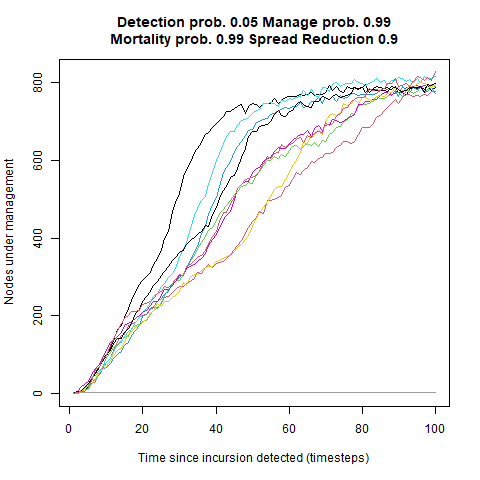 Detection prob. 0.05 Manage prob. 0.99
Mortality prob. 0.99 Spread Reduction 0.9
Nodes under management
800
600
400
200
0
0 20 40 60 80 100
Time since incursion detected (timesteps)